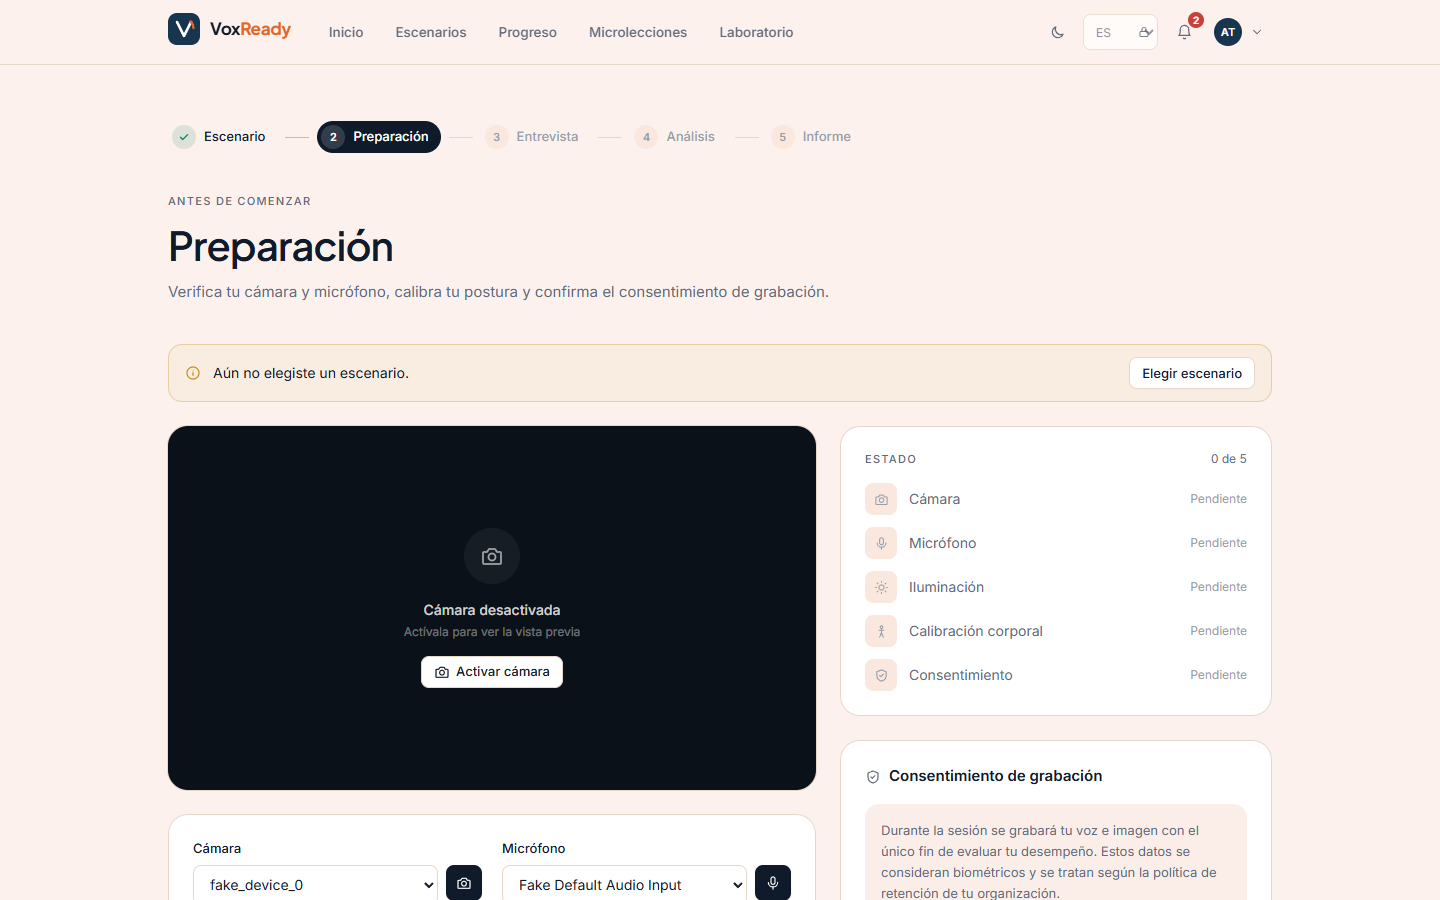 VoxReady
Inicio
Escenarios
Progreso
Microlecciones
Laboratorio
ES
2
AT
Escenario
2 Preparación
3 Entrevista
4 Análisis
5 Informe
ANTES DE COMENZAR
Preparación
Verifica tu cámara y micrófono, calibra tu postura y confirma el consentimiento de grabación.
Aún no elegiste un escenario.
Elegir escenario
Cámara desactivada
Actívala para ver la vista previa
Activar cámara
ESTADO
0 de 5
Cámara
Pendiente
Micrófono
Pendiente
Iluminación
Pendiente
Calibración corporal
Pendiente
Consentimiento
Pendiente
Consentimiento de grabación
Durante la sesión se grabará tu voz e imagen con el
único fin de evaluar tu desempeño. Estos datos se
consideran biométricos y se tratan según la política de
retención de tu organización.
Cámara
fake_device_0
Micrófono
Fake Default Audio Input